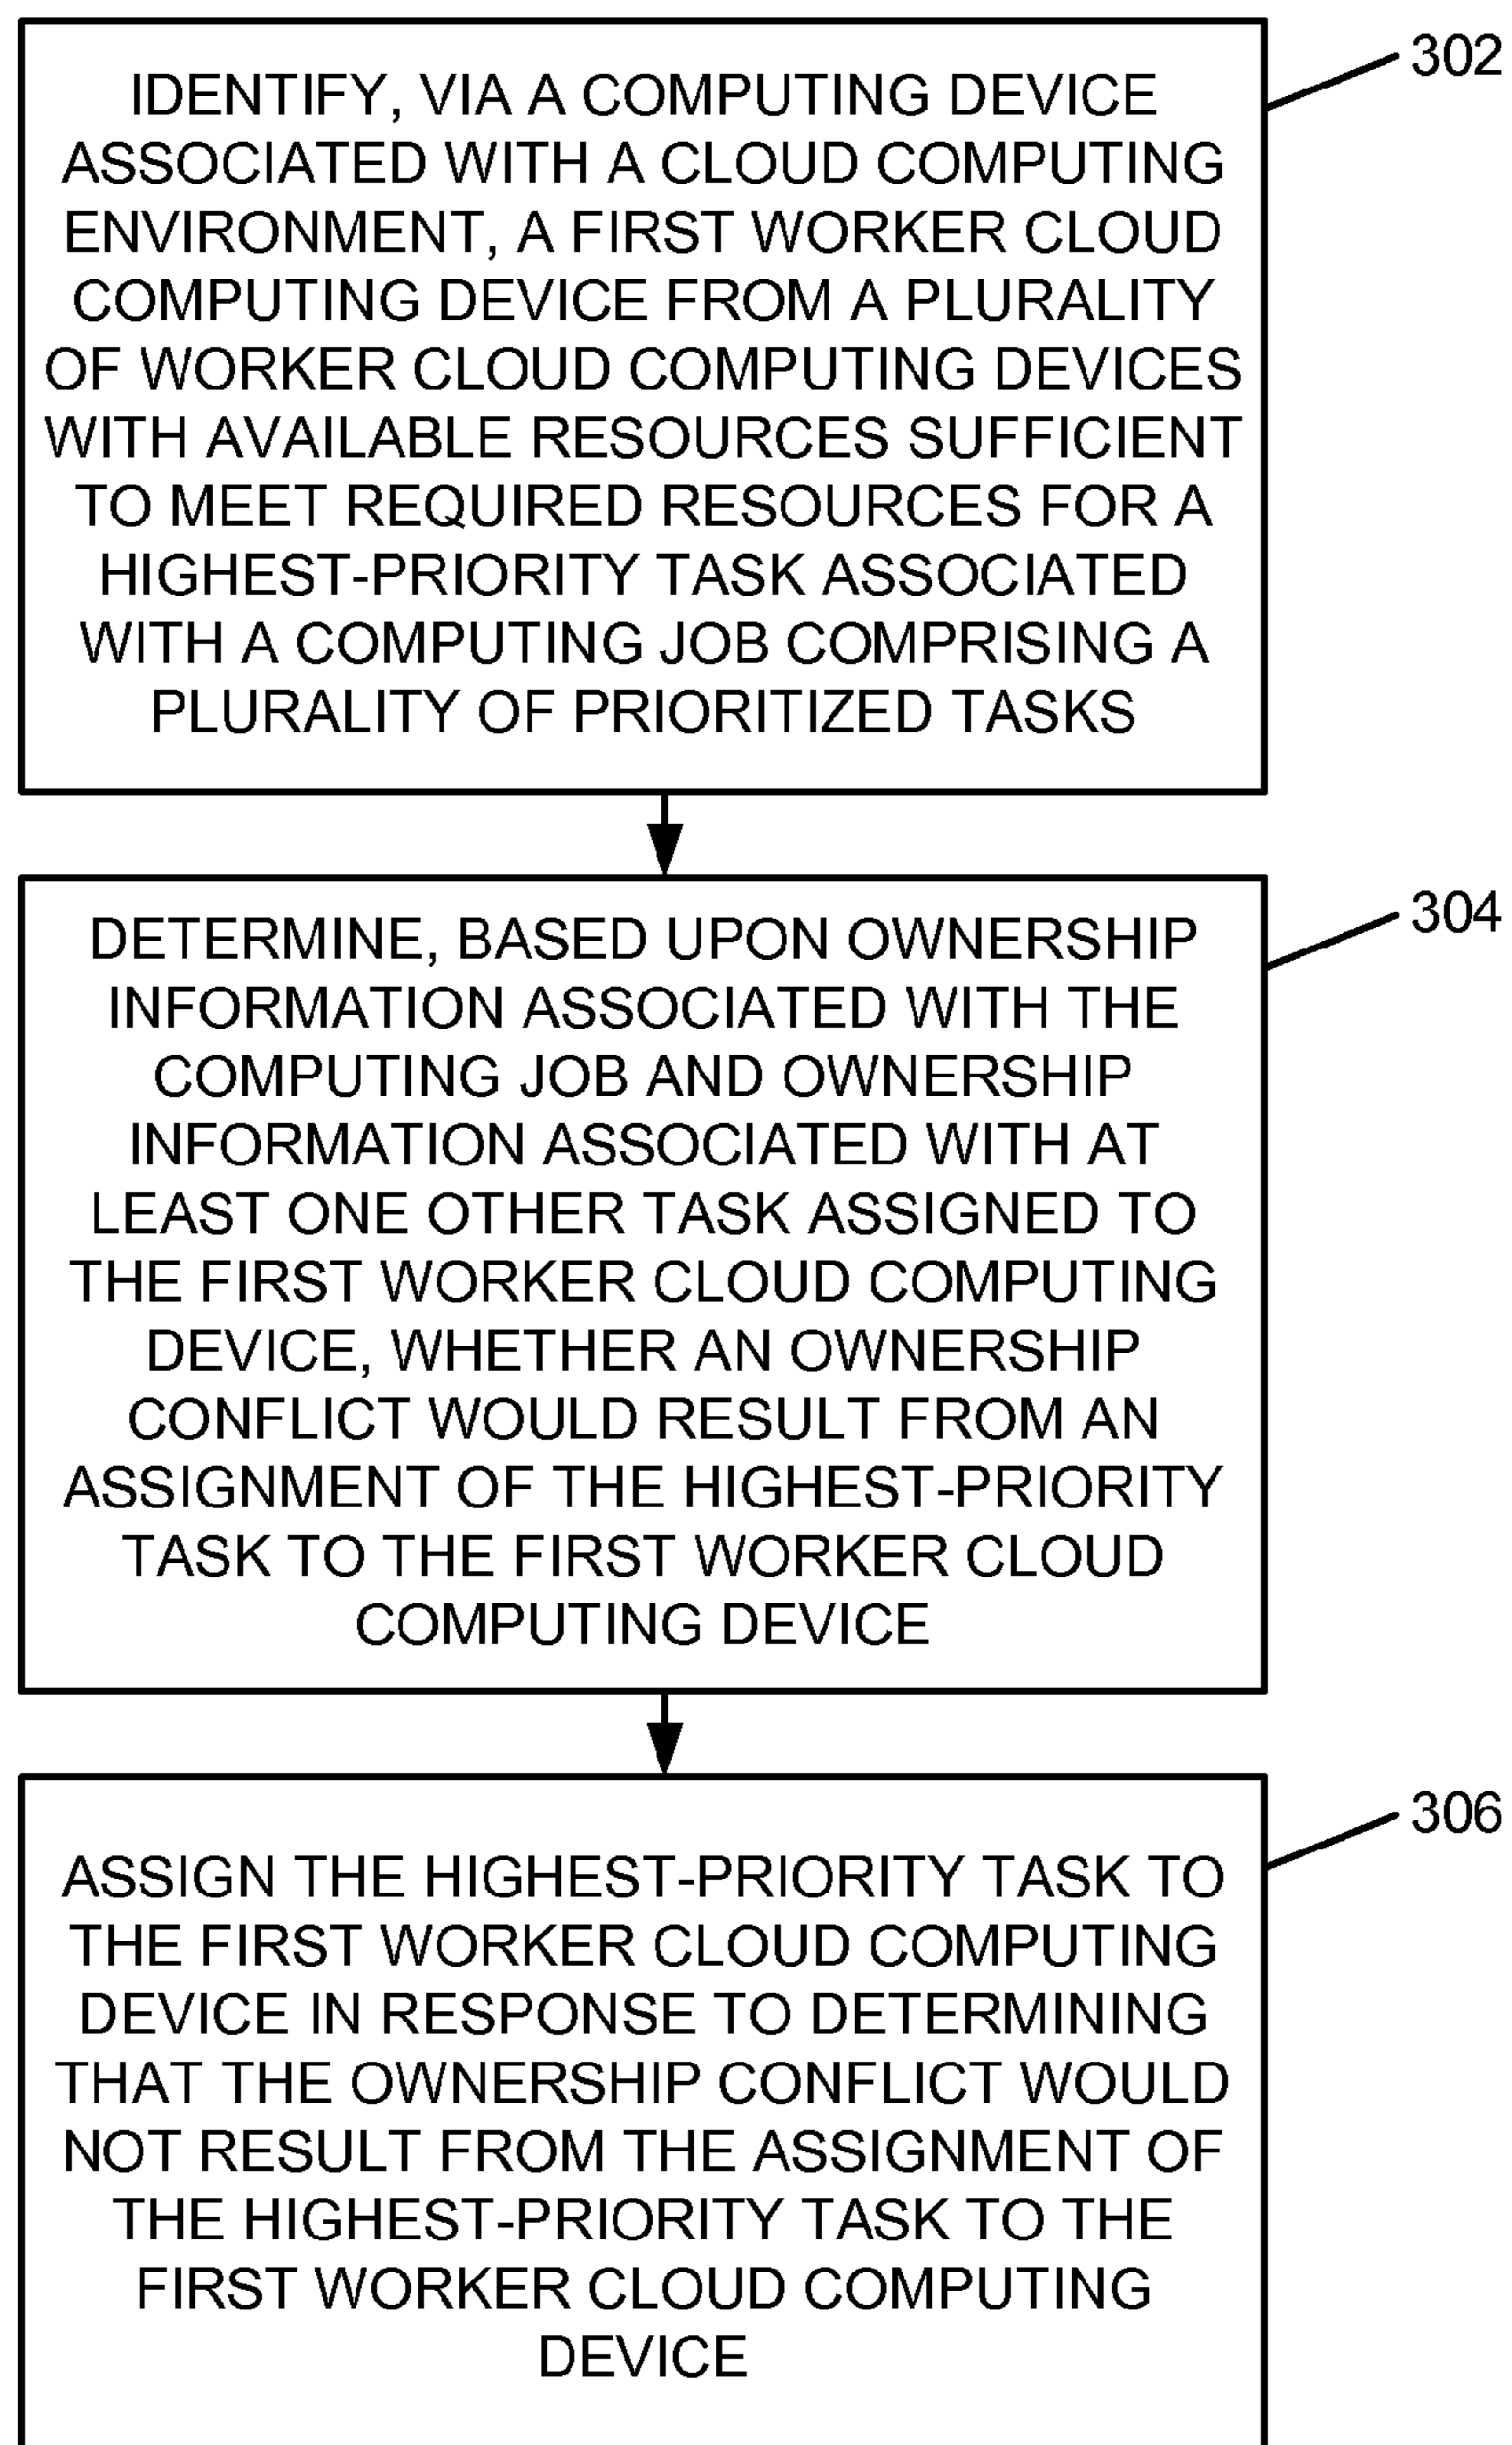 302
IDENTIFY, VIA A COMPUTING DEVICE
ASSOCIATED WITH A CLOUD COMPUTING
ENVIRONMENT, A FIRST WORKER CLOUD
COMPUTING DEVICE FROM A PLURALITY
OF WORKER CLOUD COMPUTING DEVICES
WITH AVAILABLE RESOURCES SUFFICIENT
TO MEET REQUIRED RESOURCES FOR A
HIGHEST-PRIORITY TASK ASSOCIATED
WITH A COMPUTING JOB COMPRISING A
PLURALITY OF PRIORITIZED TASKS
304
DETERMINE, BASED UPON OWNERSHIP
INFORMATION ASSOCIATED WITH THE
COMPUTING JOB AND OWNERSHIP
INFORMATION ASSOCIATED WITH AT
LEAST ONE OTHER TASK ASSIGNED TO
THE FIRST WORKER CLOUD COMPUTING
DEVICE, WHETHER AN OWNERSHIP
CONFLICT WOULD RESULT FROM AN
ASSIGNMENT OF THE HIGHEST-PRIORITY
TASK TO THE FIRST WORKER CLOUD
COMPUTING DEVICE
306
ASSIGN THE HIGHEST-PRIORITY TASK TO
THE FIRST WORKER CLOUD COMPUTING
DEVICE IN RESPONSE TO DETERMINING
THAT THE OWNERSHIP CONFLICT WOULD
NOT RESULT FROM THE ASSIGNMENT OF
THE HIGHEST-PRIORITY TASK TO THE
FIRST WORKER CLOUD COMPUTING
DEVICE